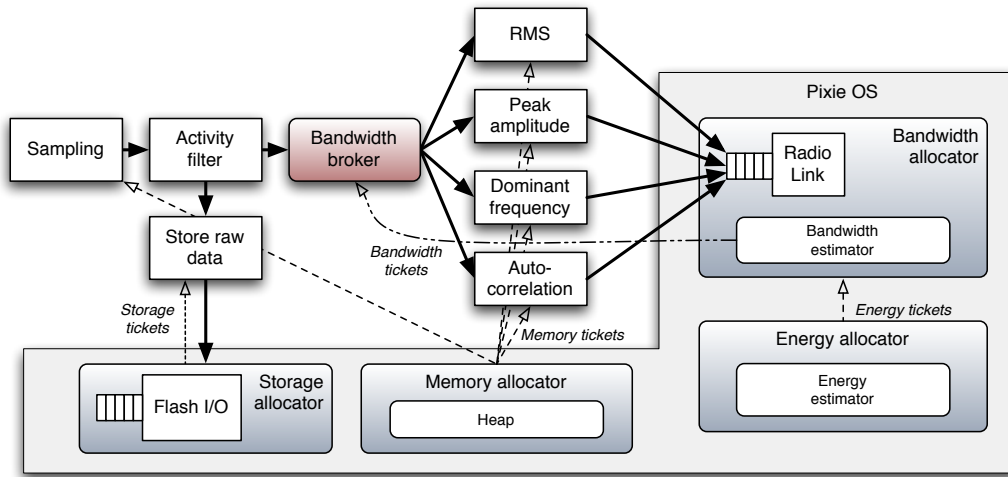 RMS
Pixie OS
Peak
amplitude
Sampling
Activity
filter
Bandwidth
broker
Bandwidth
allocator
Radio
Link
Dominant
frequency
Store raw
data
Bandwidth
tickets
Bandwidth
estimator
Auto-
correlation
Storage
tickets
Memory tickets
Energy tickets
Energy allocator
Storage
allocator
Flash I/O
Memory allocator
Heap
Energy
estimator